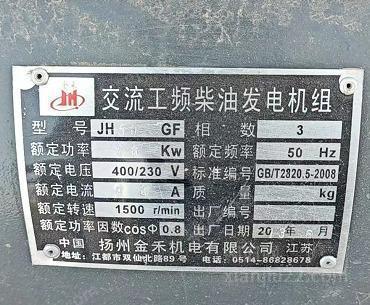 JH
交流工频柴油发电机组
型号 JH GF 相数 3
额定功率 Kw 额定频率 50 Hz
额定电压 400/230 V 标准编号 GB/T2820.5-2008
额定电流 A 质量 kg
额定转速 1500 r/min 出厂编号
额定功率因数cosΦ 0.8 出厂日期 20 年 月
中国 扬州金禾机电有限公司 江苏
地址:江都市双仙北路89号 电话:0514-86828678